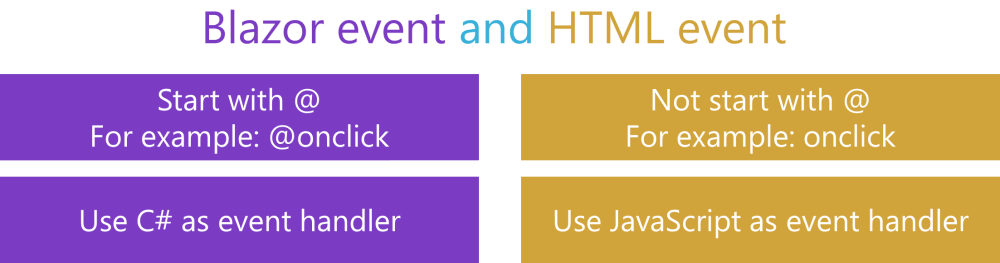 Blazor event and HTML event
Start with @
For example: @onclick
Not start with @
For example: onclick
Use C# as event handler
Use JavaScript as event handler